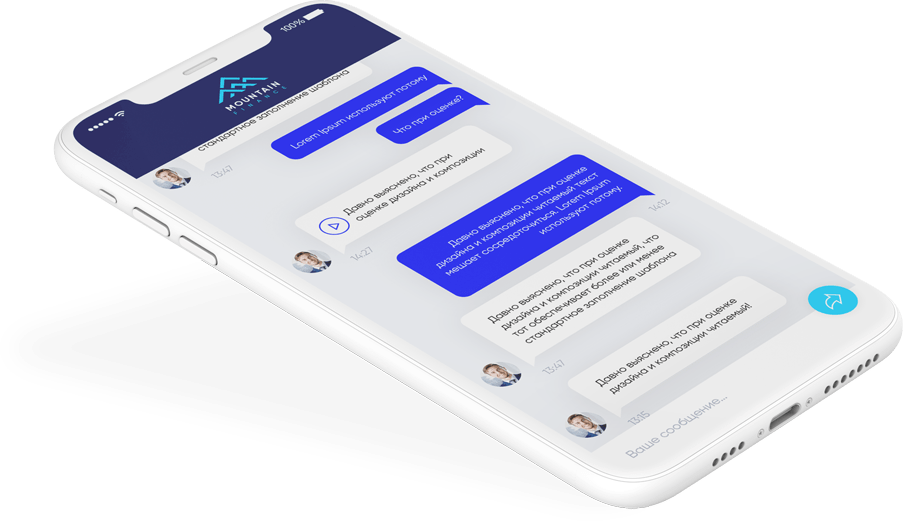 100%
MOUNTAIN
FINANCE
стандартное заполнение шаблона
13:47
Lorem Ipsum используют потому
Что при оценке?
Давно выяснено, что при
оценке дизайна и композиции
14:27
Давно выяснено, что при оценке
дизайна и композиции читаемый текст
мешает сосредоточиться. Lorem Ipsum
используют потому.
14:12
Давно выяснено, что при оценке
дизайна и композиции читаемый, что
тот обеспечивает более или менее
стандартное заполнение шаблона
13:47
Давно выяснено, что при оценке
дизайна и композиции читаемый!
13:15
Ваше сообщение...